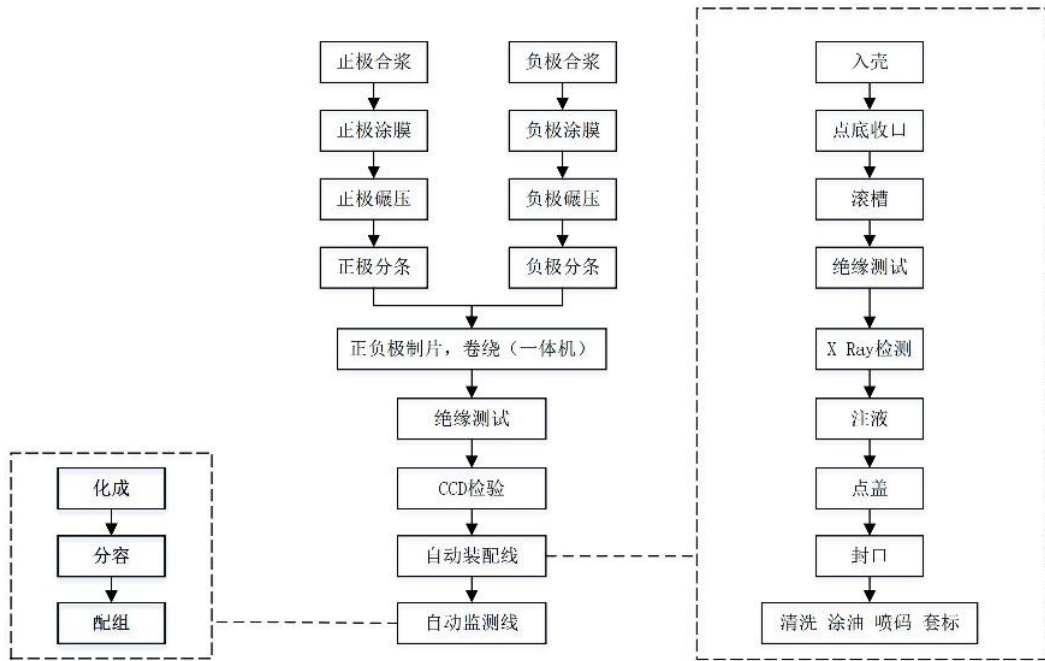 正极合浆
负极合浆
正极涂膜
负极涂膜
正极碾压
负极碾压
正极分条
负极分条
正负极制片，卷绕（一体机）
绝缘测试
CCD检验
自动装配线
自动监测线
化成
分容
配组
入壳
点底收口
滚槽
绝缘测试
X Ray检测
注液
点盖
封口
清洗 涂油 喷码 套标